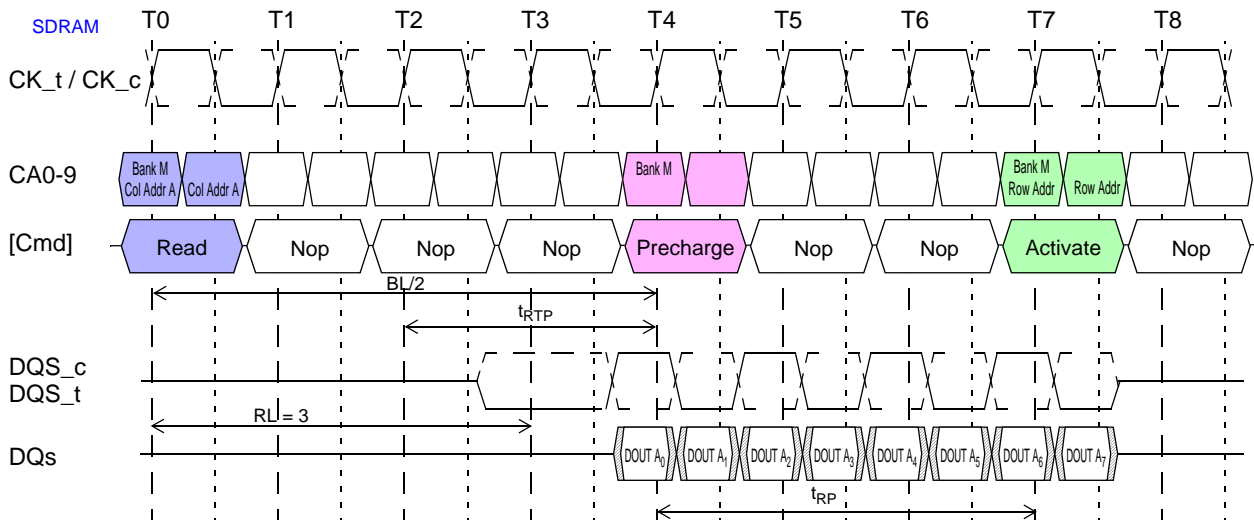 SDRAM T0 T1 T2 T3 T4 T5 T6 T7 T8
CK_t / CK_c
CA0-9
Bank M
Col Addr A
Col Addr A
Bank M
Bank M
Row Addr
Row Addr
[Cmd] Read Nop Nop Nop Precharge Nop Nop Activate Nop
BL/2
tRTP
DQS_c
DQS_t
RL = 3
DQs DOUT A0 DOUT A1 DOUT A2 DOUT A3 DOUT A4 DOUT A5 DOUT A6 DOUT A7
tRP